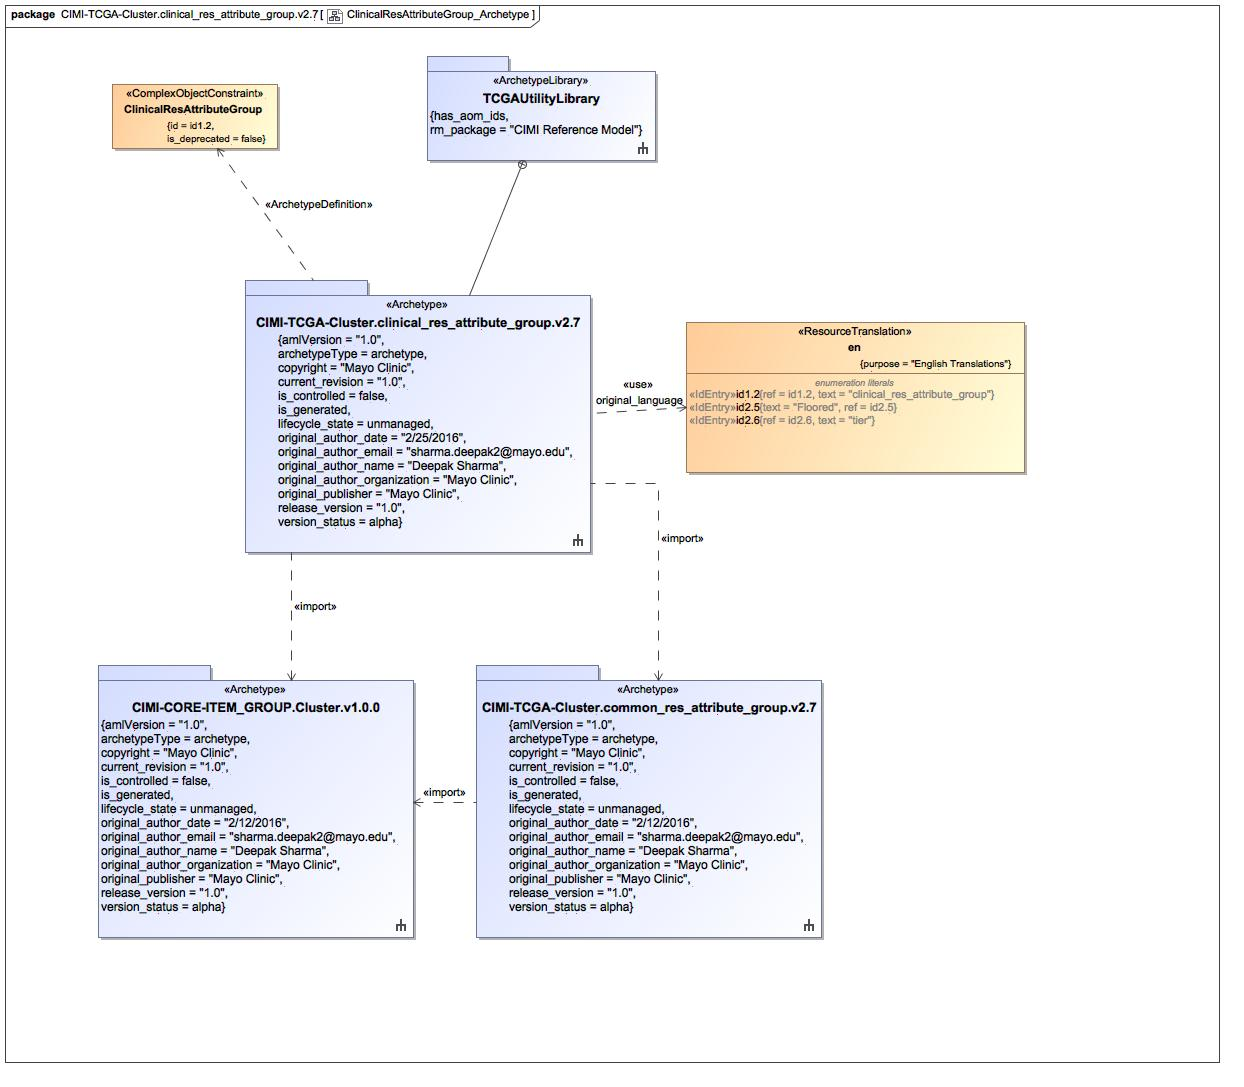 package CIMI-TCGA-Cluster.clinical_res_attribute_group.v2.7[ ClinicalResAttributeGroup_Archetype ]
«ComplexObjectConstraint»
ClinicalResAttributeGroup
{id = id1.2,
is_deprecated = false}
«ArchetypeLibrary»
TCGAUtilityLibrary
{has_aom_ids,
rm_package = "CIMI Reference Model"}
«ArchetypeDefinition»
«Archetype»
CIMI-TCGA-Cluster.clinical_res_attribute_group.v2.7
{amlVersion = "1.0",
archetypeType = archetype,
copyright = "Mayo Clinic",
current_revision = "1.0",
is_controlled = false,
is_generated,
lifecycle_state = unmanaged,
original_author_date = "2/25/2016",
original_author_email = "sharma.deepak2@mayo.edu",
original_author_name = "Deepak Sharma",
original_author_organization = "Mayo Clinic",
original_publisher = "Mayo Clinic",
release_version = "1.0",
version_status = alpha}
«use»
original_language
«ResourceTranslation»
en
{purpose = "English Translations"}
enumeration literals
«IdEntry»id1.2{ref = id1.2, text = "clinical_res_attribute_group"}
«IdEntry»id2.5{text = "Floored", ref = id2.5}
«IdEntry»id2.6{ref = id2.6, text = "tier"}
«import»
«import»
«Archetype»
CIMI-CORE-ITEM_GROUP.Cluster.v1.0.0
{amlVersion = "1.0",
archetypeType = archetype,
copyright = "Mayo Clinic",
current_revision = "1.0",
is_controlled = false,
is_generated,
lifecycle_state = unmanaged,
original_author_date = "2/12/2016",
original_author_email = "sharma.deepak2@mayo.edu",
original_author_name = "Deepak Sharma",
original_author_organization = "Mayo Clinic",
original_publisher = "Mayo Clinic",
release_version = "1.0",
version_status = alpha}
«import»
«Archetype»
CIMI-TCGA-Cluster.common_res_attribute_group.v2.7
{amlVersion = "1.0",
archetypeType = archetype,
copyright = "Mayo Clinic",
current_revision = "1.0",
is_controlled = false,
is_generated,
lifecycle_state = unmanaged,
original_author_date = "2/12/2016",
original_author_email = "sharma.deepak2@mayo.edu",
original_author_name = "Deepak Sharma",
original_author_organization = "Mayo Clinic",
original_publisher = "Mayo Clinic",
release_version = "1.0",
version_status = alpha}